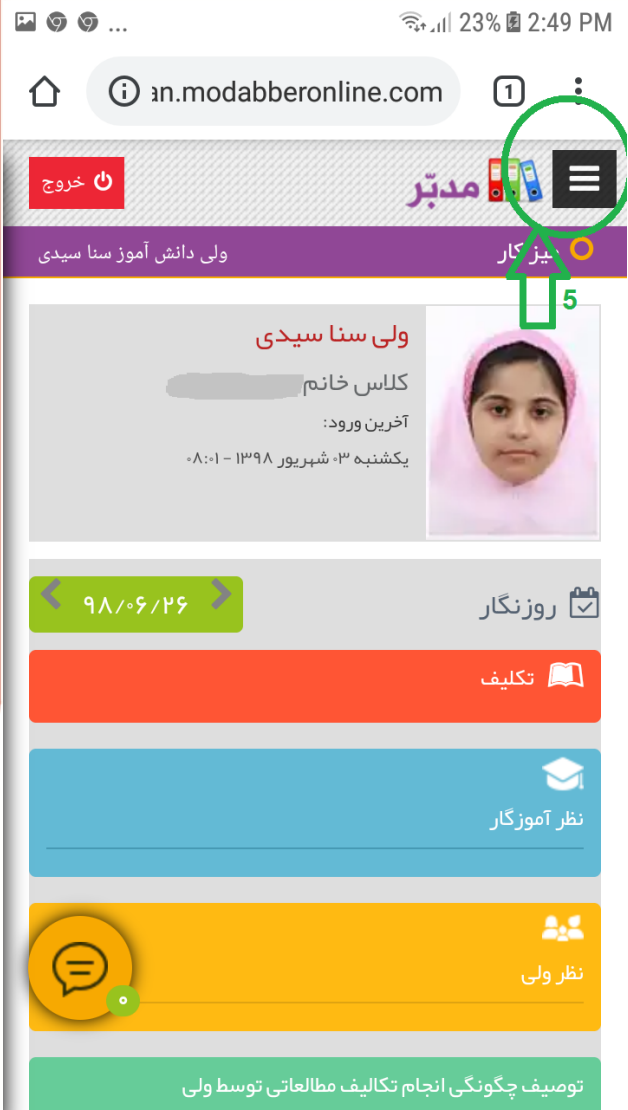 ... 23% 2:49 PM
an.modabberonline.com 1
مدبّر خروج
میز کار ولی دانش آموز سنا سیدی
5
ولی سنا سیدی
کلاس خانم
آخرین ورود:
یکشنبه ۰۳ شهریور ۱۳۹۸ - ۰۸:۰۱
روزنگار ۹۸/۰۶/۲۶
تکلیف
نظر آموزگار
نظر ولی
۰
توصیف چگونگی انجام تکالیف مطالعاتی توسط ولی